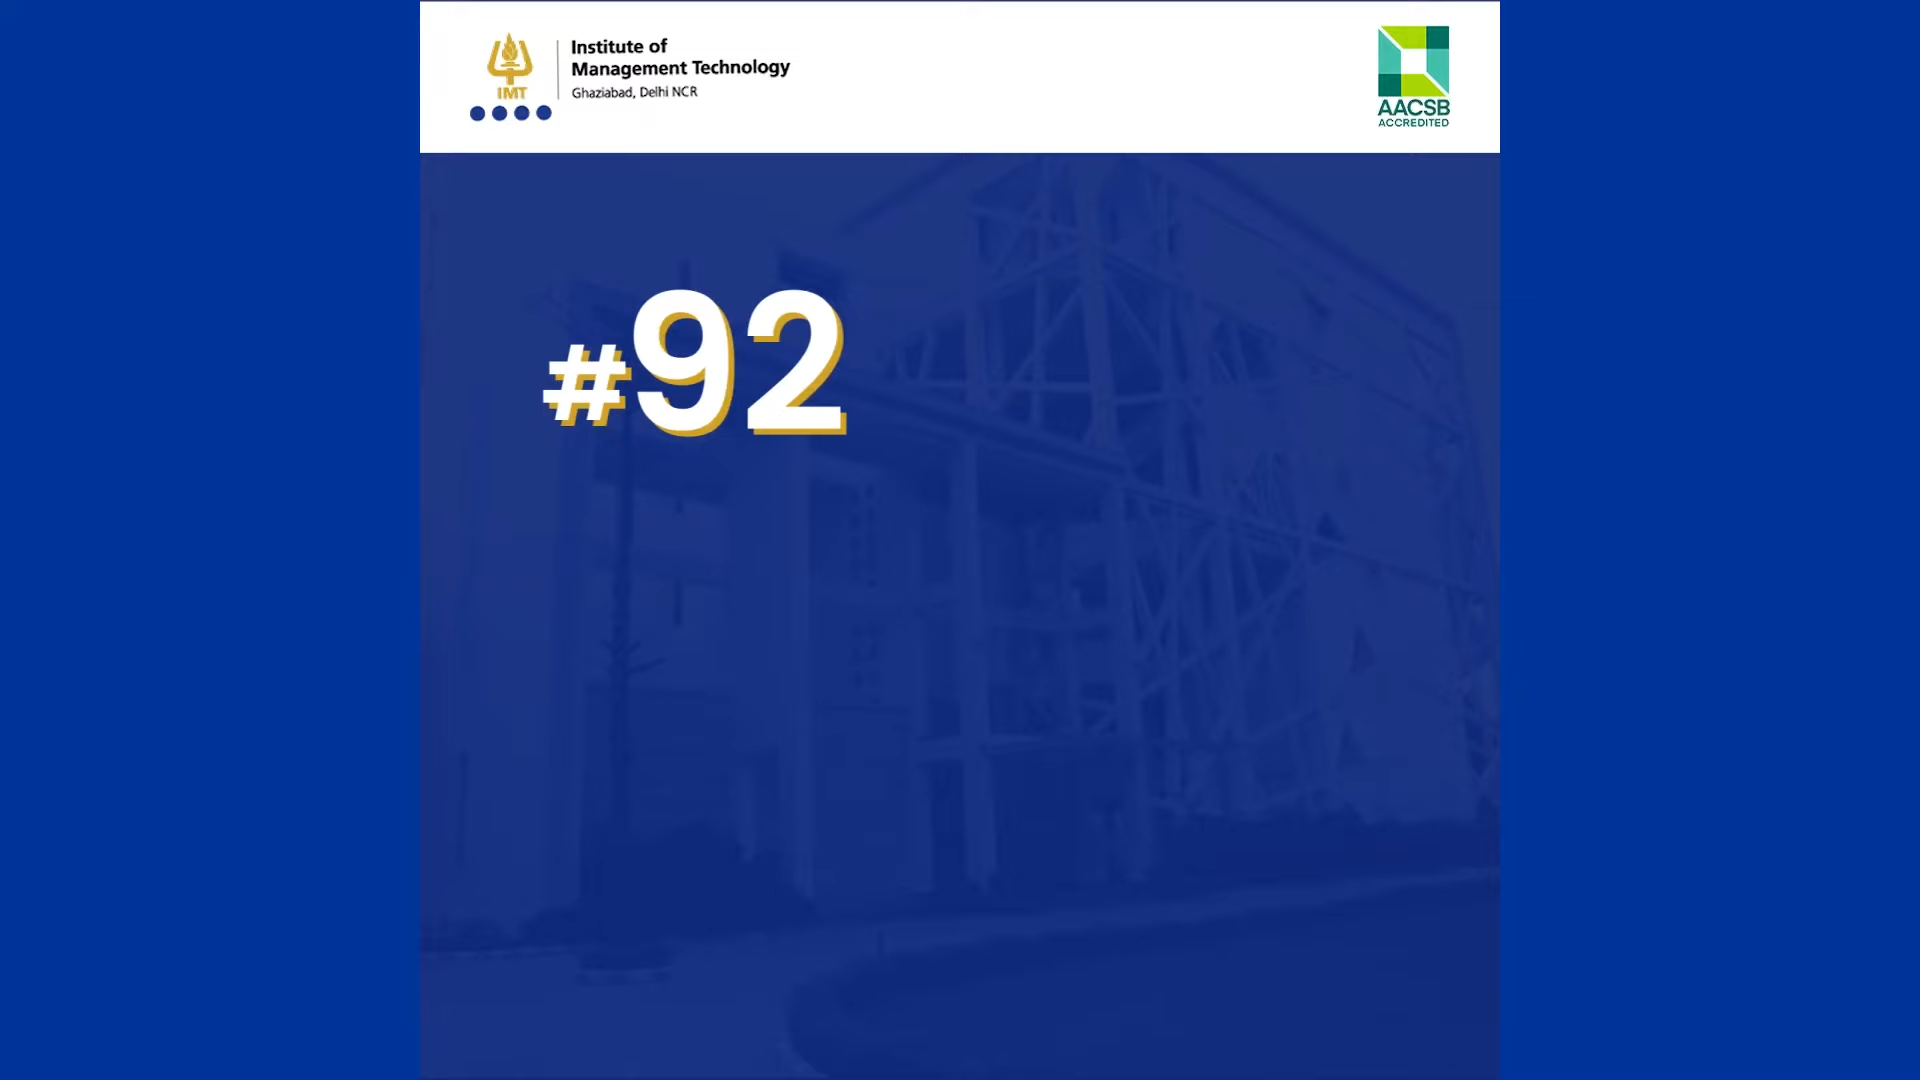 Institute of
Management Technology
Ghaziabad, Delhi NCR
IMT
AACSB
ACCREDITED
#92